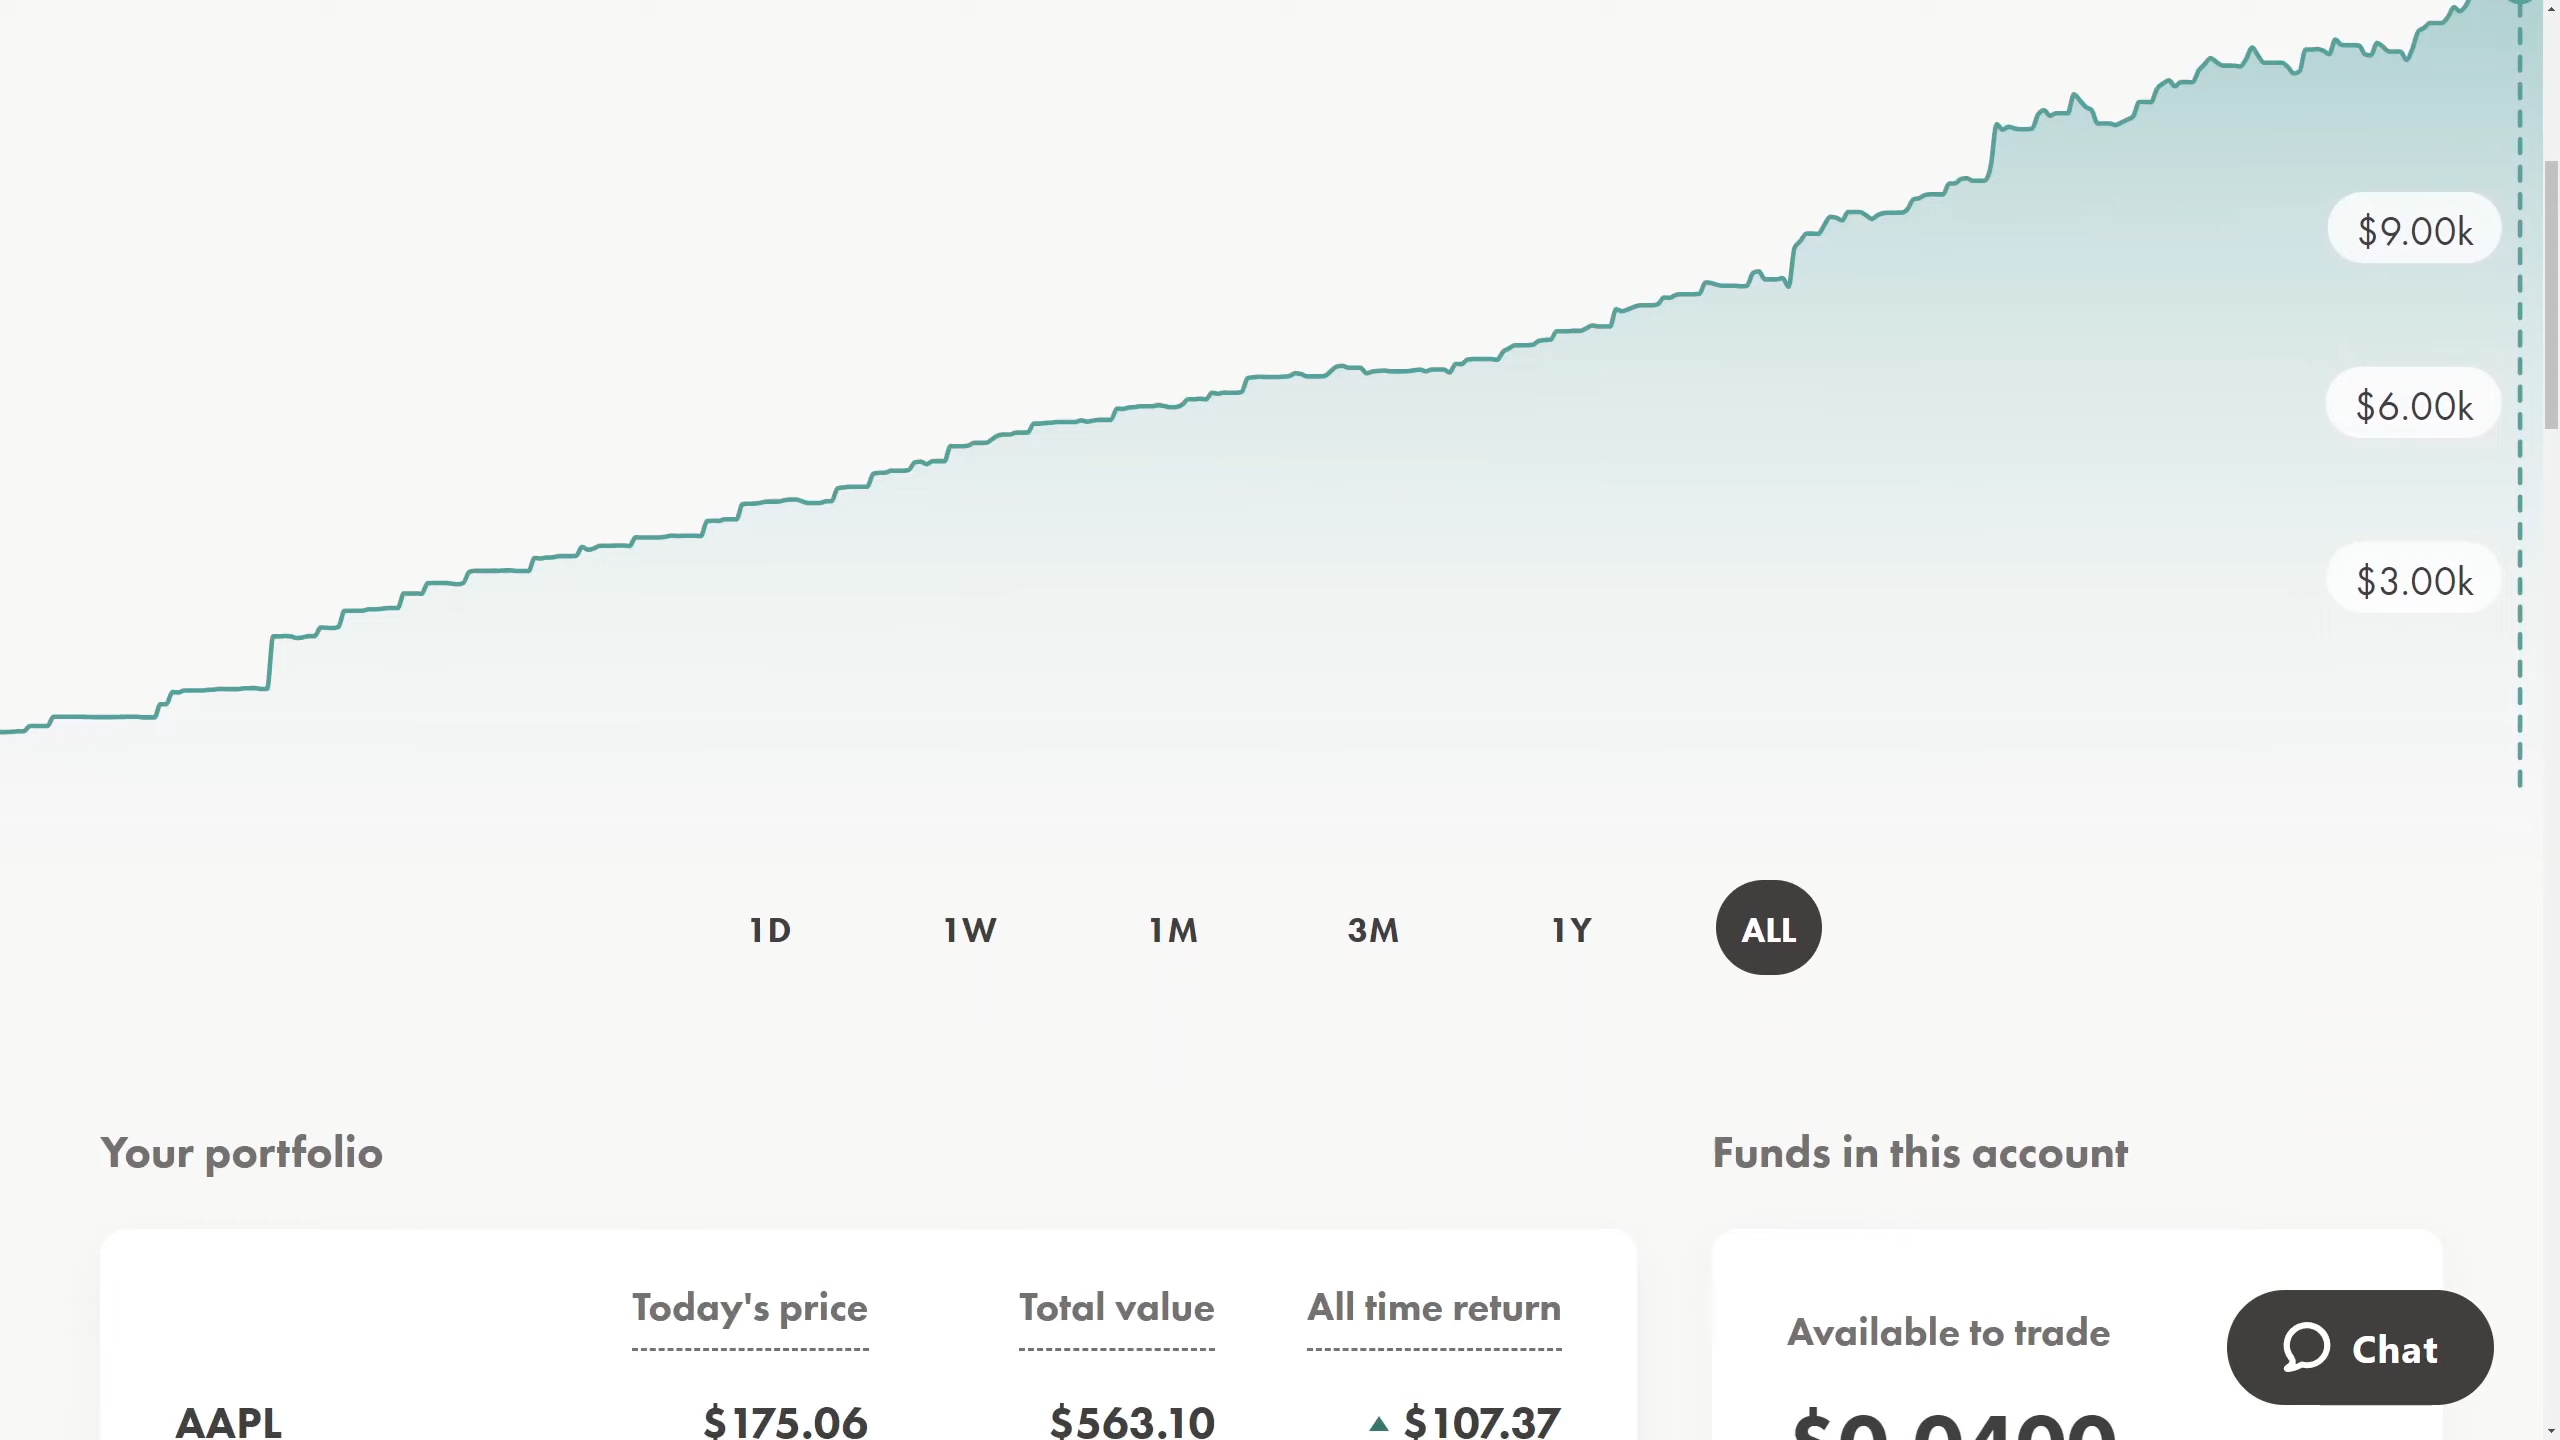 $9.00k
$6.00k
$3.00k
1D 1W 1M 3M 1Y ALL
Your portfolio
Funds in this account
Today's price Total value All time return
Available to trade
Chat
AAPL $175.06 $563.10 $107.37